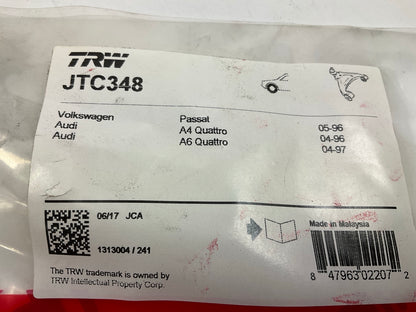 TRW
JTC348
Volkswagen Passat 05-96
Audi A4 Quattro 04-96
Audi A6 Quattro 04-97
06/17 JCA
1313004 / 241
Made in Malaysia
The TRW trademark is owned by
TRW Intellectual Property Corp.
8 47963 02207 2